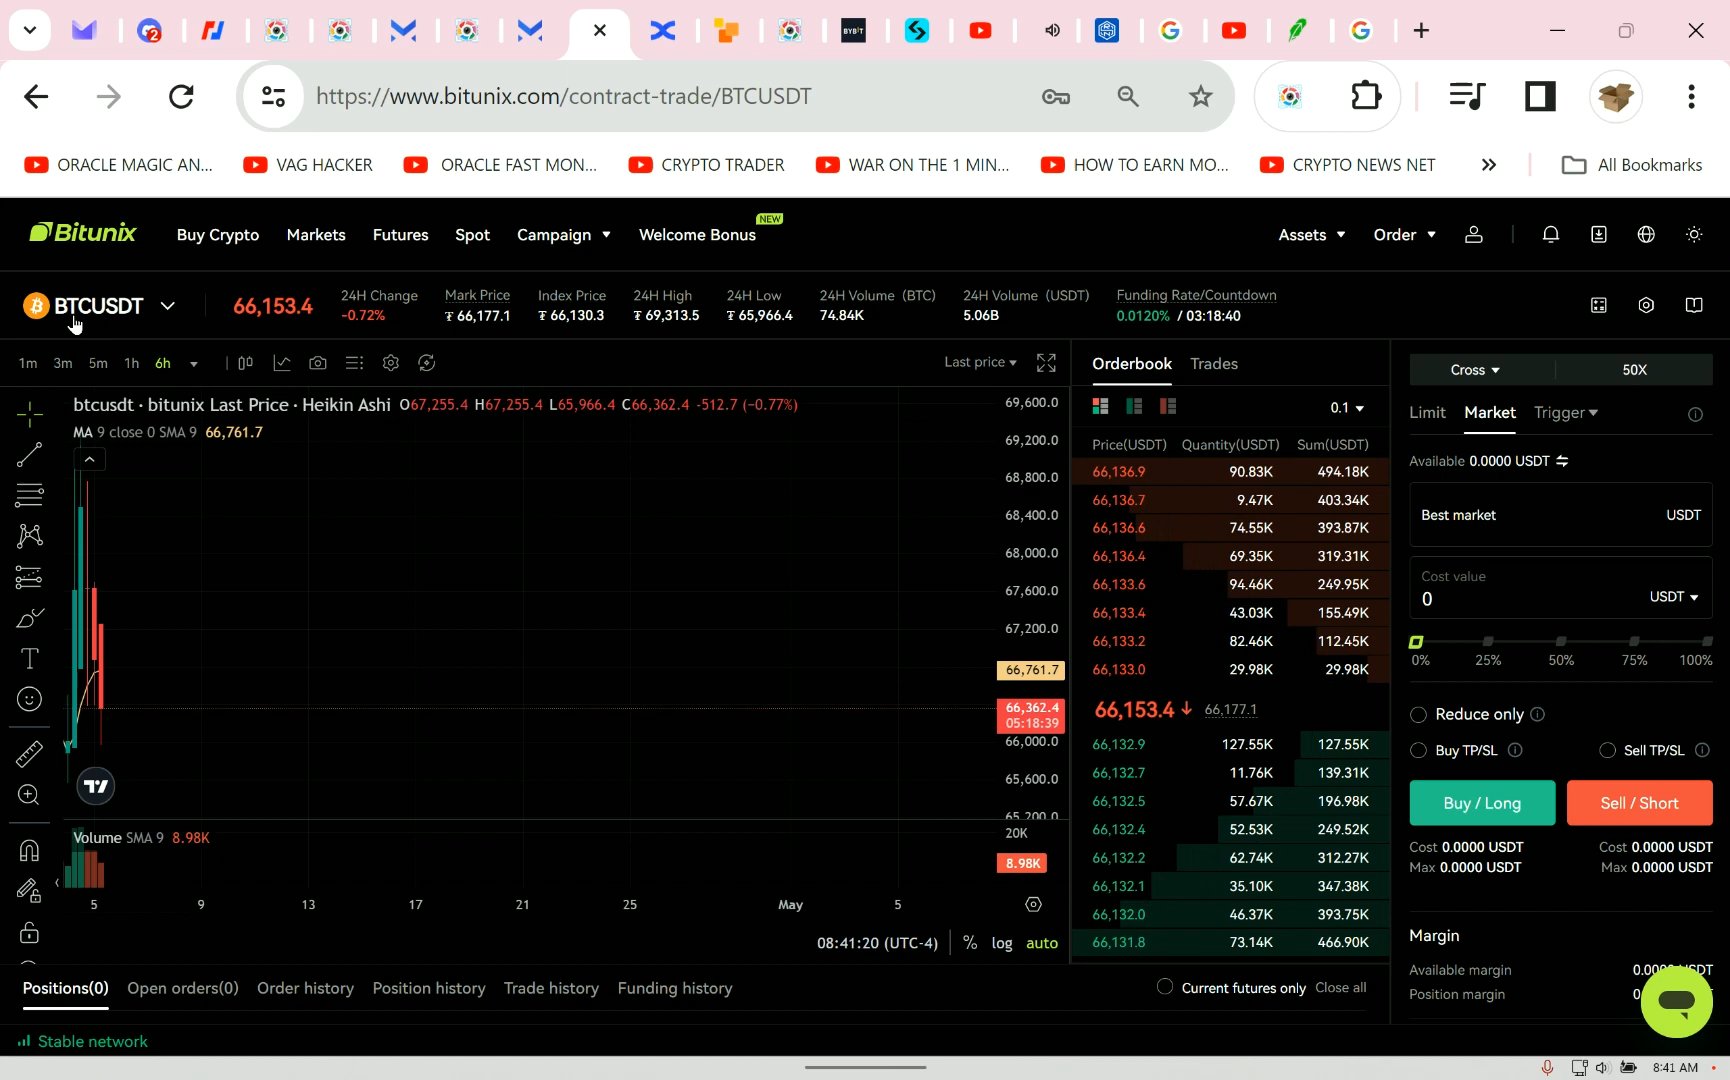 BYBIT
https://www.bitunix.com/contract-trade/BTCUSDT
ORACLE MAGIC AN... VAG HACKER ORACLE FAST MON... CRYPTO TRADER WAR ON THE 1 MIN... HOW TO EARN MO... CRYPTO NEWS NET » All Bookmarks
Bitunix Buy Crypto Markets Futures Spot Campaign Welcome Bonus NEW Assets Order
BTCUSDT 66,153.4
24H Change -0.72%
Mark Price ₮ 66,177.1
Index Price ₮ 66,130.3
24H High ₮ 69,313.5
24H Low ₮ 65,966.4
24H Volume (BTC) 74.84K
24H Volume (USDT) 5.06B
Funding Rate/Countdown 0.0120% / 03:18:40
1m 3m 5m 1h 6h Last price
btcusdt · bitunix Last Price · Heikin Ashi O67,255.4 H67,255.4 L65,966.4 C66,362.4 -512.7 (-0.77%)
MA 9 close 0 SMA 9 66,761.7
69,600.0
69,200.0
68,800.0
68,400.0
68,000.0
67,600.0
67,200.0
66,761.7
66,362.4
05:18:39
66,000.0
65,600.0
65,200.0
Volume SMA 9 8.98K
20K
8.98K
5 9 13 17 21 25 May 5
08:41:20 (UTC-4) % log auto
Orderbook Trades
0.1
Price(USDT) Quantity(USDT) Sum(USDT)
66,136.9 90.83K 494.18K
66,136.7 9.47K 403.34K
66,136.6 74.55K 393.87K
66,136.4 69.35K 319.31K
66,133.6 94.46K 249.95K
66,133.4 43.03K 155.49K
66,133.2 82.46K 112.45K
66,133.0 29.98K 29.98K
66,153.4 ↓ 66,177.1
66,132.9 127.55K 127.55K
66,132.7 11.76K 139.31K
66,132.5 57.67K 196.98K
66,132.4 52.53K 249.52K
66,132.2 62.74K 312.27K
66,132.1 35.10K 347.38K
66,132.0 46.37K 393.75K
66,131.8 73.14K 466.90K
Cross 50X
Limit Market Trigger
Available 0.0000 USDT
Best market USDT
Cost value
0 USDT
0% 25% 50% 75% 100%
Reduce only
Buy TP/SL Sell TP/SL
Buy / Long Sell / Short
Cost 0.0000 USDT Cost 0.0000 USDT
Max 0.0000 USDT Max 0.0000 USDT
Margin
Available margin
Position margin
Positions(0) Open orders(0) Order history Position history Trade history Funding history Current futures only Close all
Stable network
8:41 AM